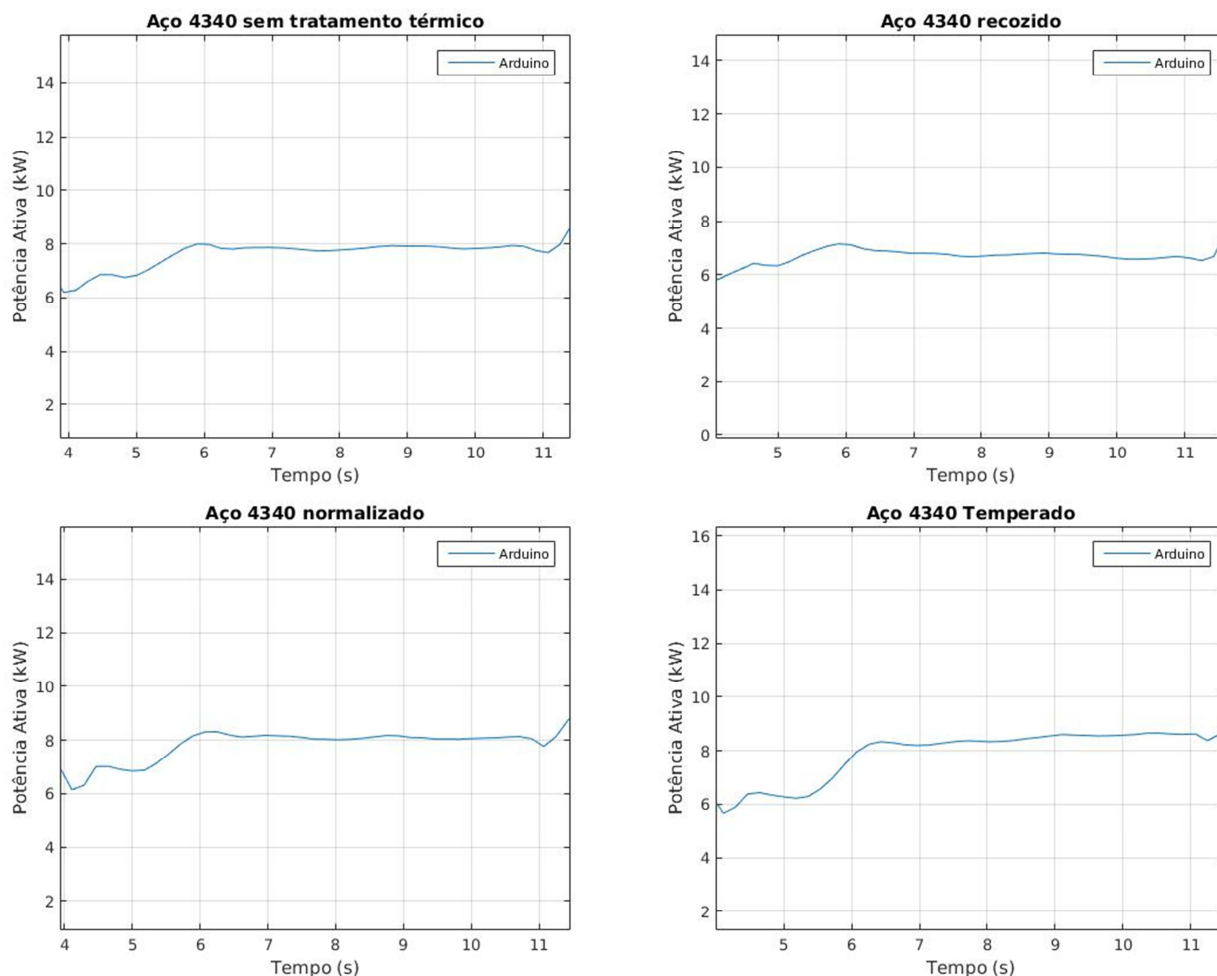 Aço 4340 sem tratamento térmico
Arduino
Potência Ativa (kW)
14
12
10
8
6
4
2
4 5 6 7 8 9 10 11
Tempo (s)
Aço 4340 recozido
Arduino
Potência Ativa (kW)
14
12
10
8
6
4
2
0
5 6 7 8 9 10 11
Tempo (s)
Aço 4340 normalizado
Arduino
Potência Ativa (kW)
14
12
10
8
6
4
2
4 5 6 7 8 9 10 11
Tempo (s)
Aço 4340 Temperado
Arduino
Potência Ativa (kW)
16
14
12
10
8
6
4
2
5 6 7 8 9 10 11
Tempo (s)